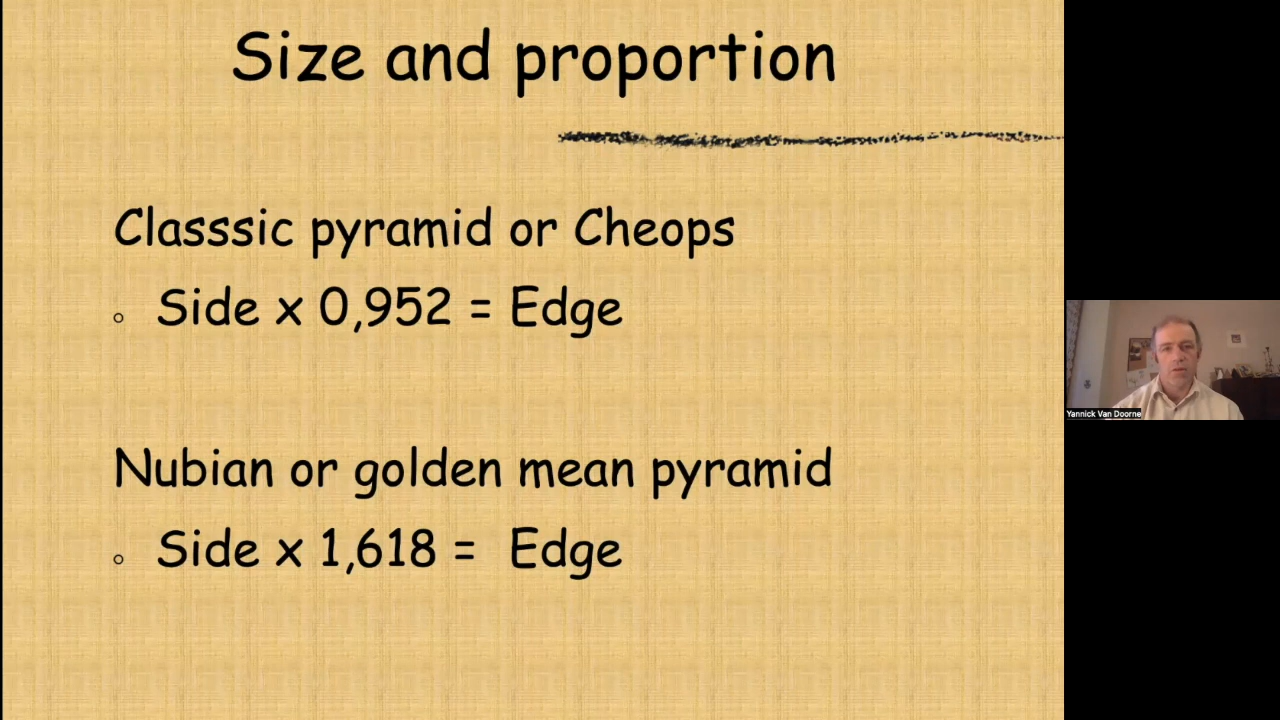 Size and proportion
Classsic pyramid or Cheops
Side x 0,952 = Edge
Nubian or golden mean pyramid
Side x 1,618 = Edge
Yannick Van Doorne